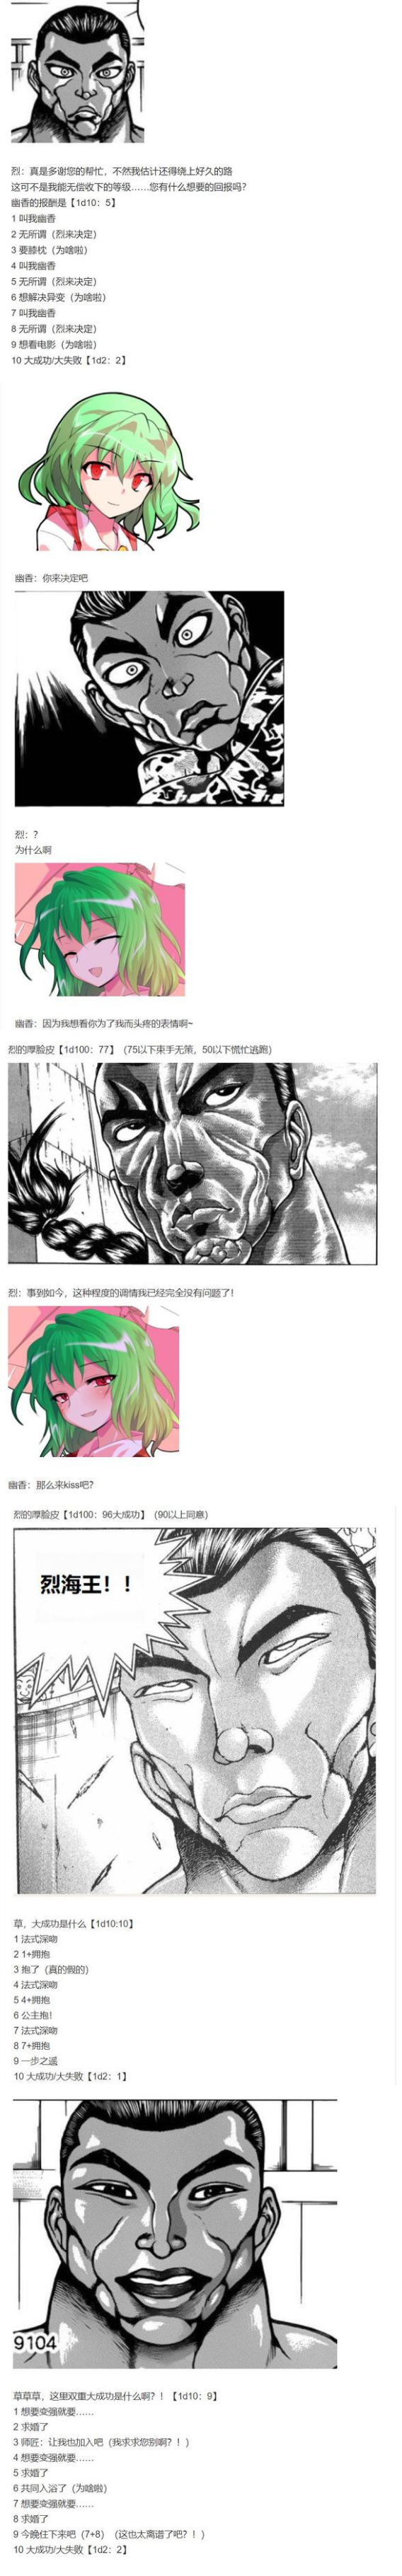 烈：真是多谢您的帮忙，不然我估计还得绕上好久的路
这可不是我能无偿收下的等级……您有什么想要的回报吗？
幽香的报酬是【1d10：5】
1 叫我幽香
2 无所谓（烈来决定）
3 要膝枕（为啥啦）
4 叫我幽香
5 无所谓（烈来决定）
6 想解决异变（为啥啦）
7 叫我幽香
8 无所谓（烈来决定）
9 想看电影（为啥啦）
10 大成功/大失败【1d2：2】
幽香：你来决定吧
烈：？
为什么啊
幽香：因为我想看你为了我而头疼的表情啊~
烈的厚脸皮【1d100：77】（75以下束手无策，50以下慌忙逃跑）
烈：事到如今，这种程度的调情我已经完全没有问题了！
幽香：那么来kiss吧？
烈的厚脸皮【1d100：96大成功】（90以上同意）
烈海王！！
草，大成功是什么【1d10:10】
1 法式深吻
2 1+拥抱
3 抱了（真的假的）
4 法式深吻
5 4+拥抱
6 公主抱！
7 法式深吻
8 7+拥抱
9 一步之遥
10 大成功/大失败【1d2：1】
9104
草草草，这里双重大成功是什么啊？！【1d10：9】
1 想要变强就要……
2 求婚了
3 师匠：让我也加入吧（我求求您别啊？！）
4 想要变强就要……
5 求婚了
6 共同入浴了（为啥啦）
7 想要变强就要……
8 求婚了
9 今晚住下来吧（7+8）（这也太离谱了吧？！）
10 大成功/大失败【1d2：2】